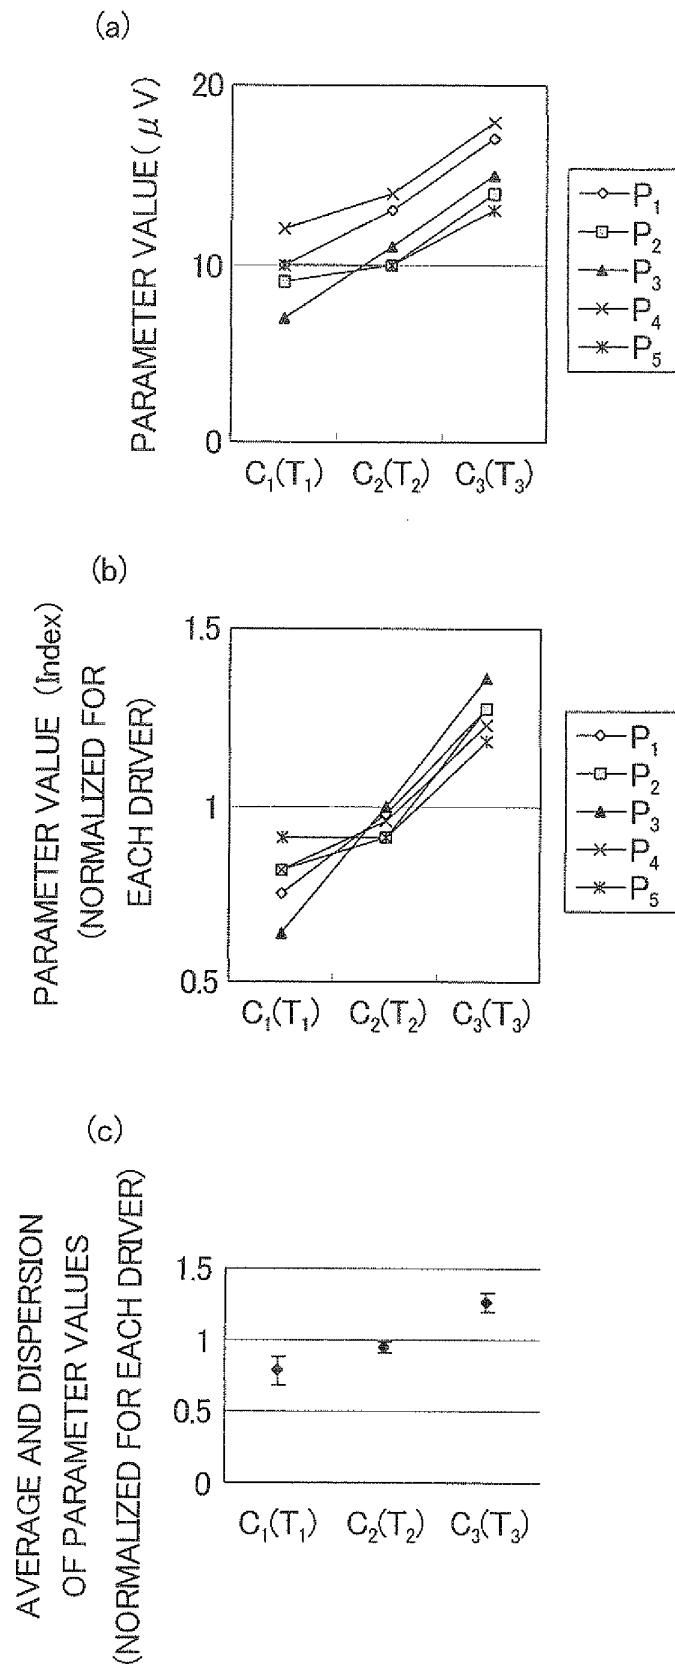 (a)
PARAMETER VALUE(μV)
20
10
0
C₁(T₁) C₂(T₂) C₃(T₃)
P₁
P₂
P₃
P₄
P₅
(b)
PARAMETER VALUE (Index)
(NORMALIZED FOR
EACH DRIVER)
1.5
1
0.5
C₁(T₁) C₂(T₂) C₃(T₃)
P₁
P₂
P₃
P₄
P₅
(c)
AVERAGE AND DISPERSION
OF PARAMETER VALUES
(NORMALIZED FOR EACH DRIVER)
1.5
1
0.5
0
C₁(T₁) C₂(T₂) C₃(T₃)